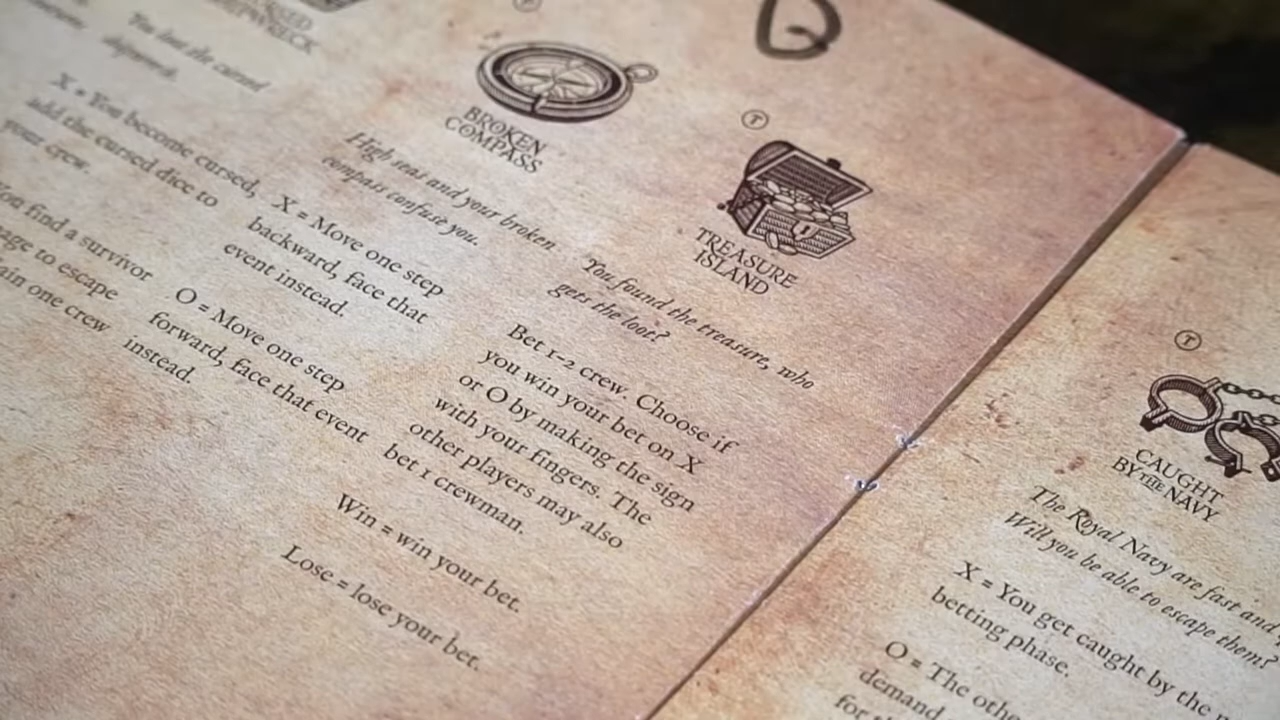 You lost the cursed
shipwreck.
X = You become cursed,
add the cursed dice to
your crew.
You find a survivor
to escape
one crew
BROKEN
COMPASS
High seas and your broken
compass confuse you.
X = Move one step
backward, face that
event instead.
O = Move one step
forward, face that event
instead.
T
TREASURE
ISLAND
You found the treasure, who
gets the loot?
Bet 1-2 crew. Choose if
you win your bet on X
or O by making the sign
with your fingers. The
other players may also
bet 1 crewman.
Win = win your bet.
Lose = lose your bet.
T
CAUGHT
BY THE NAVY
The Royal Navy are fast and
Will you be able to escape them?
X = You get caught by the
betting phase.
O = The
demand
for